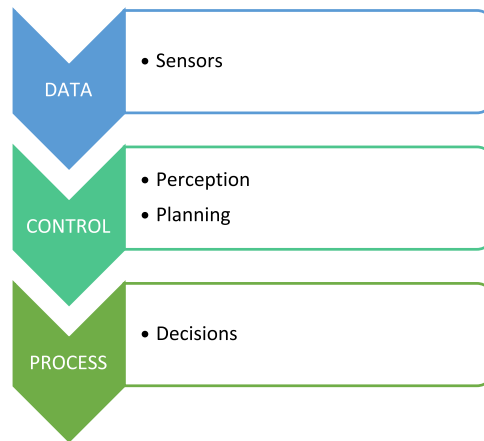 DATA
• Sensors
CONTROL
• Perception
• Planning
PROCESS
• Decisions